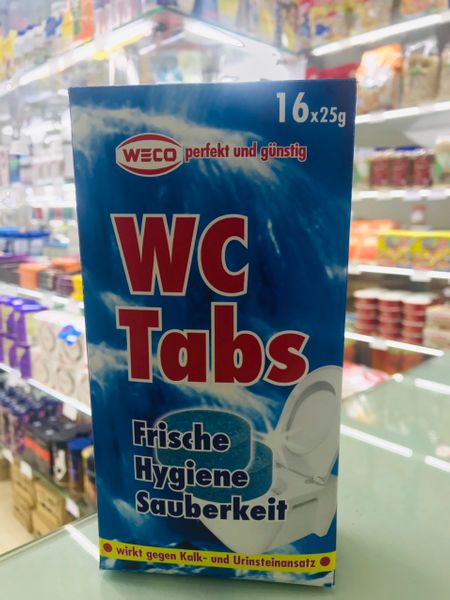 16x25g
WECO perfekt und günstig
WC
Tabs
Frische
Hygiene
Sauberkeit
• wirkt gegen Kalk- und Urinsteinansatz •